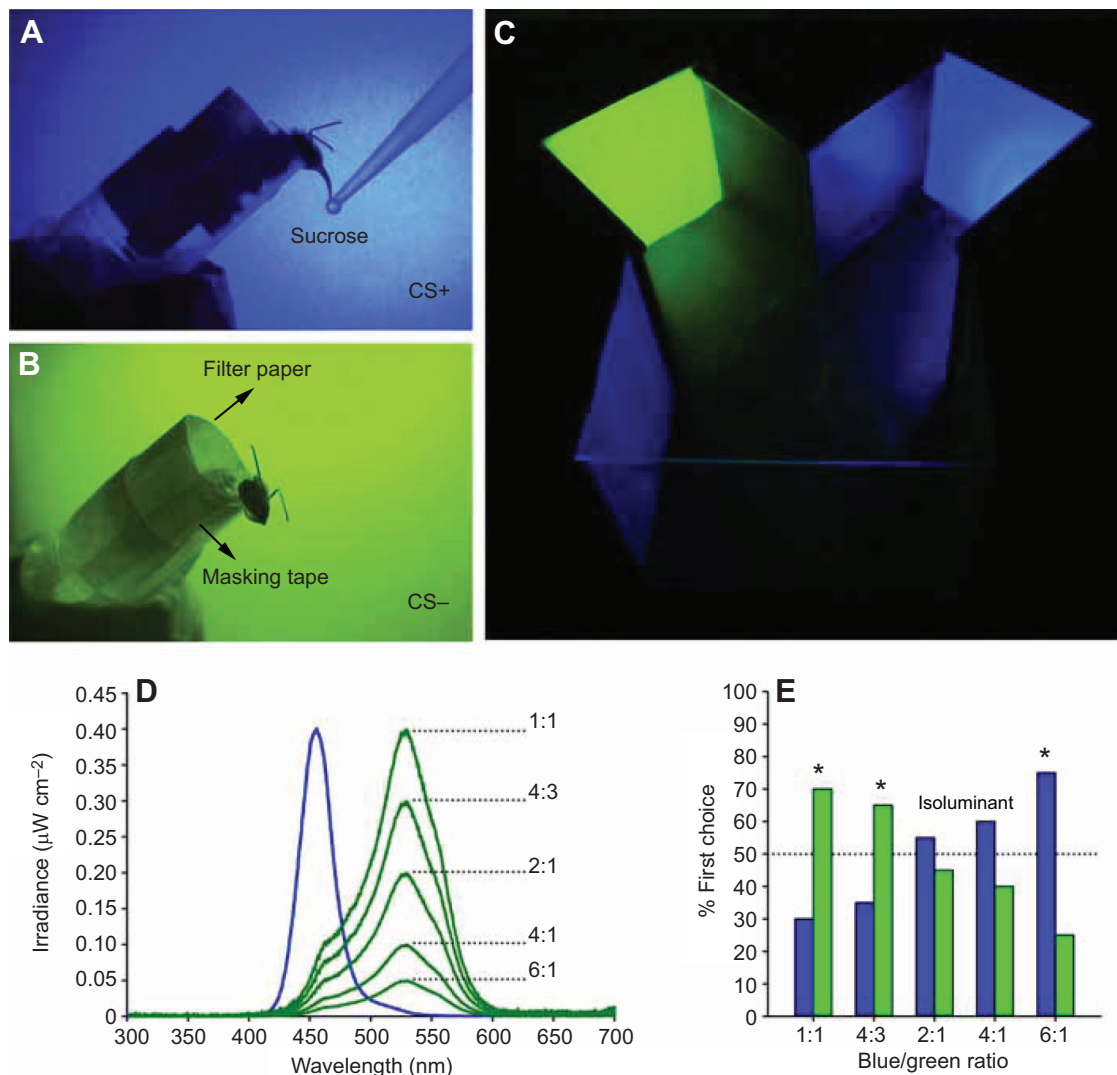 A
Sucrose
CS+
B
Filter paper
Masking tape
CS–
C
D
0.45
0.40
0.35
0.30
0.25
0.20
0.15
0.10
0.05
0
1:1
4:3
2:1
4:1
6:1
300 350 400 450 500 550 600 650 700
Wavelength (nm)
Irradiance (μW cm−2)
E
100
90
80
70
60
50
40
30
20
10
0
* * *
Isoluminant
1:1 4:3 2:1 4:1 6:1
Blue/green ratio
% First choice